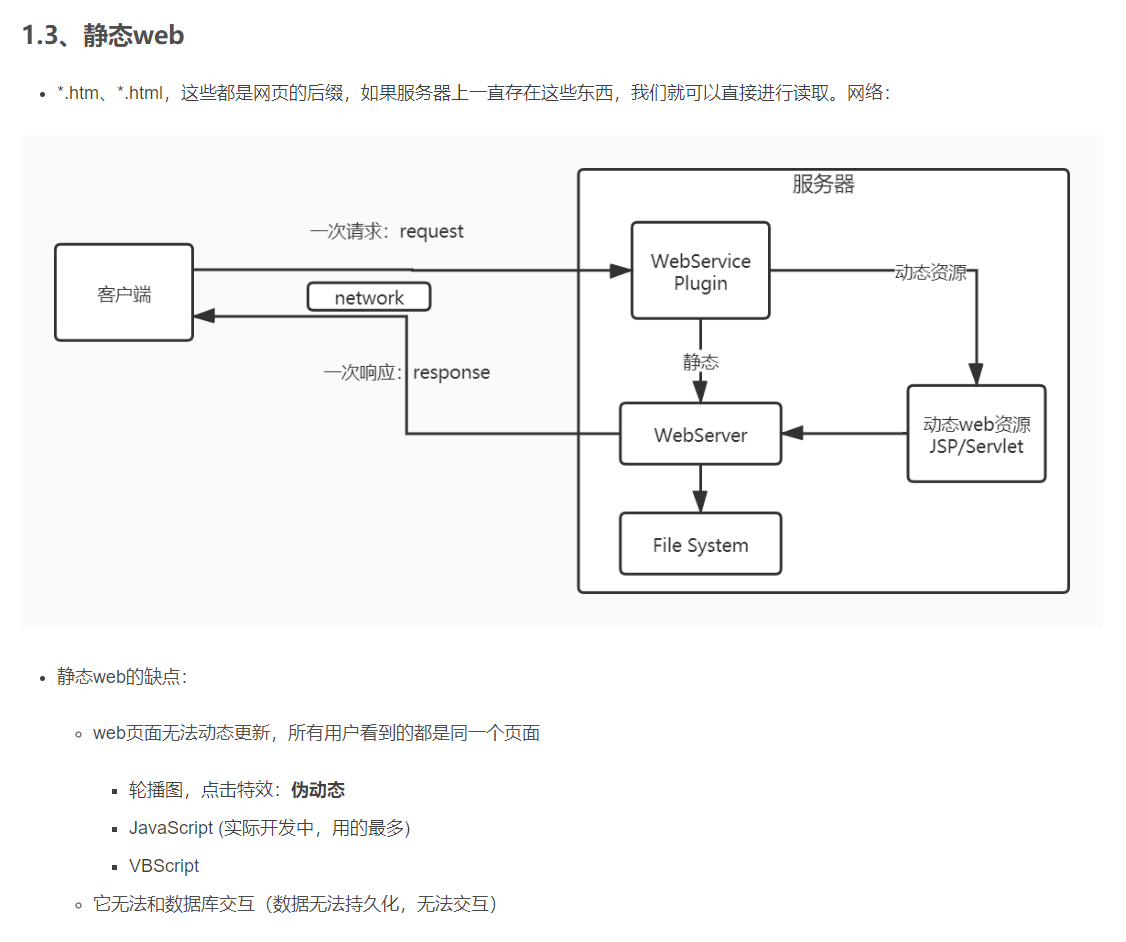 1.3、静态web
*.htm、*.html，这些都是网页的后缀，如果服务器上一直存在这些东西，我们就可以直接进行读取。网络：
服务器
一次请求：request
WebService
Plugin
动态资源
客户端
network
静态
一次响应：response
动态web资源
JSP/Servlet
WebServer
File System
静态web的缺点：
web页面无法动态更新，所有用户看到的都是同一个页面
轮播图，点击特效：伪动态
JavaScript (实际开发中，用的最多)
VBScript
它无法和数据库交互（数据无法持久化，无法交互）